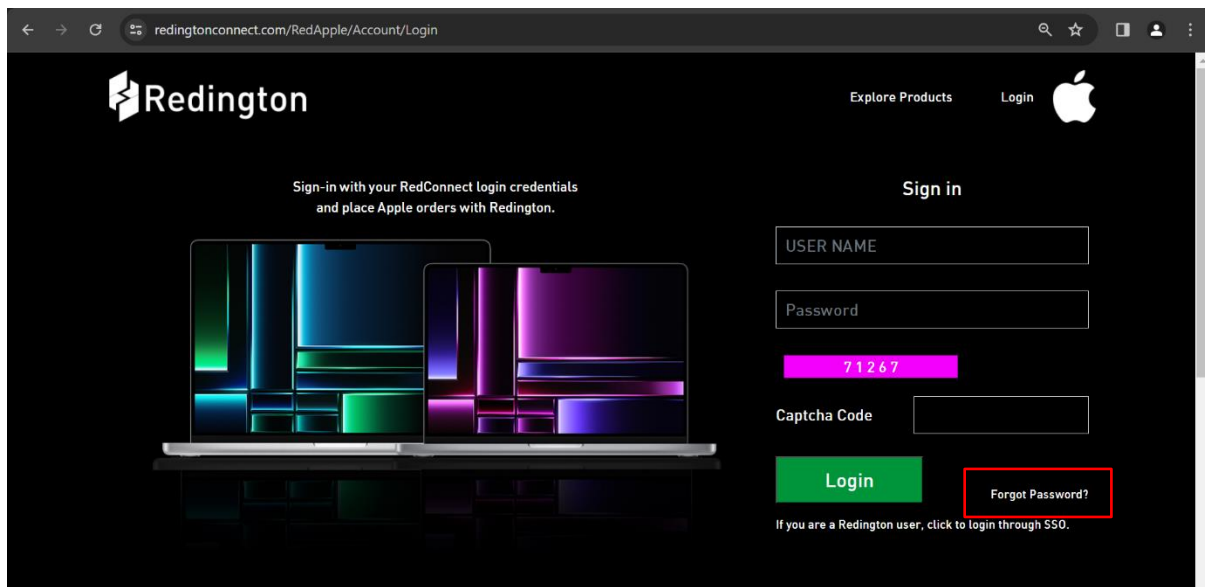 redingtonconnect.com/RedApple/Account/Login
Redington
Explore Products
Login
Sign-in with your RedConnect login credentials
and place Apple orders with Redington.
Sign in
USER NAME
Password
71267
Captcha Code
Login
Forgot Password?
If you are a Redington user, click to login through SSO.